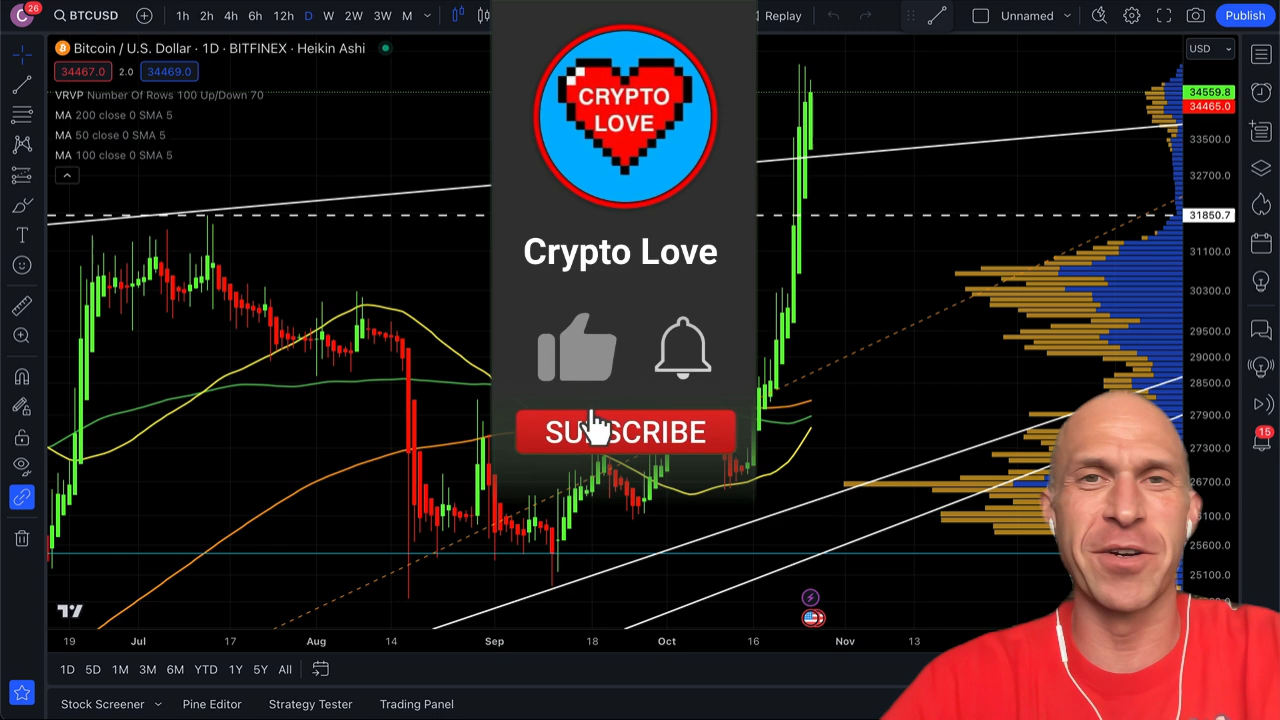 C
26
BTCUSD
1h 2h 4h 6h 12h D W 2W 3W M
Replay
Unnamed
Publish
Bitcoin / U.S. Dollar · 1D · BITFINEX · Heikin Ashi
USD
34467.0 2.0 34469.0
VRVP Number Of Rows 100 Up/Down 70
MA 200 close 0 SMA 5
MA 50 close 0 SMA 5
MA 100 close 0 SMA 5
CRYPTO
LOVE
Crypto Love
SUBSCRIBE
34559.8
34465.0
33500.0
32700.0
31850.7
31100.0
30300.0
29500.0
29000.0
28500.0
27900.0
27300.0
26700.0
26100.0
25600.0
25100.0
15
19 Jul 17 Aug 14 Sep 18 Oct 16 Nov 13
1D 5D 1M 3M 6M YTD 1Y 5Y All
Stock Screener Pine Editor Strategy Tester Trading Panel